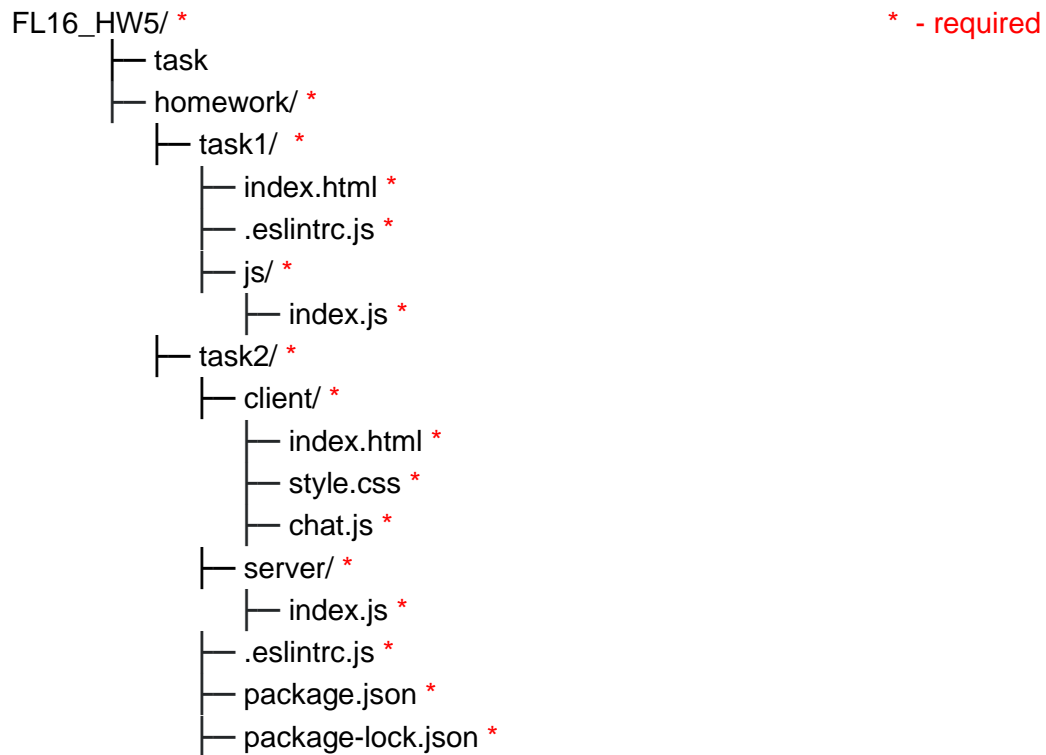 FL16_HW5/ * * - required
├── task
├── homework/ *
├── task1/ *
├── index.html *
├── .eslintrc.js *
├── js/ *
├── index.js *
├── task2/ *
├── client/ *
├── index.html *
├── style.css *
├── chat.js *
├── server/ *
├── index.js *
├── .eslintrc.js *
├── package.json *
├── package-lock.json *